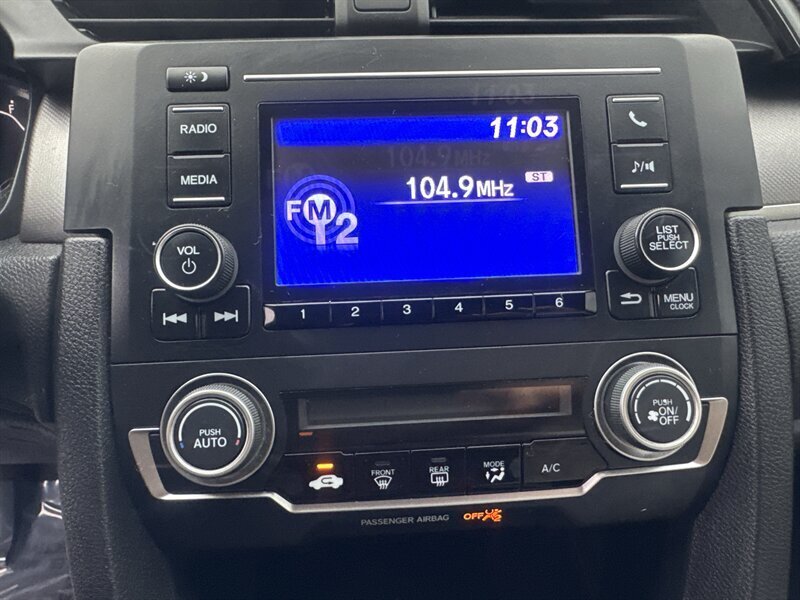 RADIO
MEDIA
11:03
104.9MHz
ST
FM
2
VOL
LIST
PUSH
SELECT
MENU
CLOCK
1 2 3 4 5 6
PUSH
AUTO
FRONT
REAR
MODE
A/C
PUSH
ON/
OFF
PASSENGER AIRBAG OFF